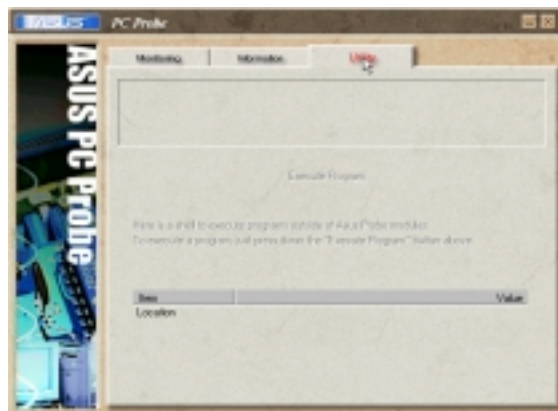 ASUS PC Probe
Monitoring Information Utility
ASUS PC Probe
Execute Program
Here is a shell to execute programs outside of Asus Probe modules
To execute a program just press down the "Execute Program" button above
Item Value
Location